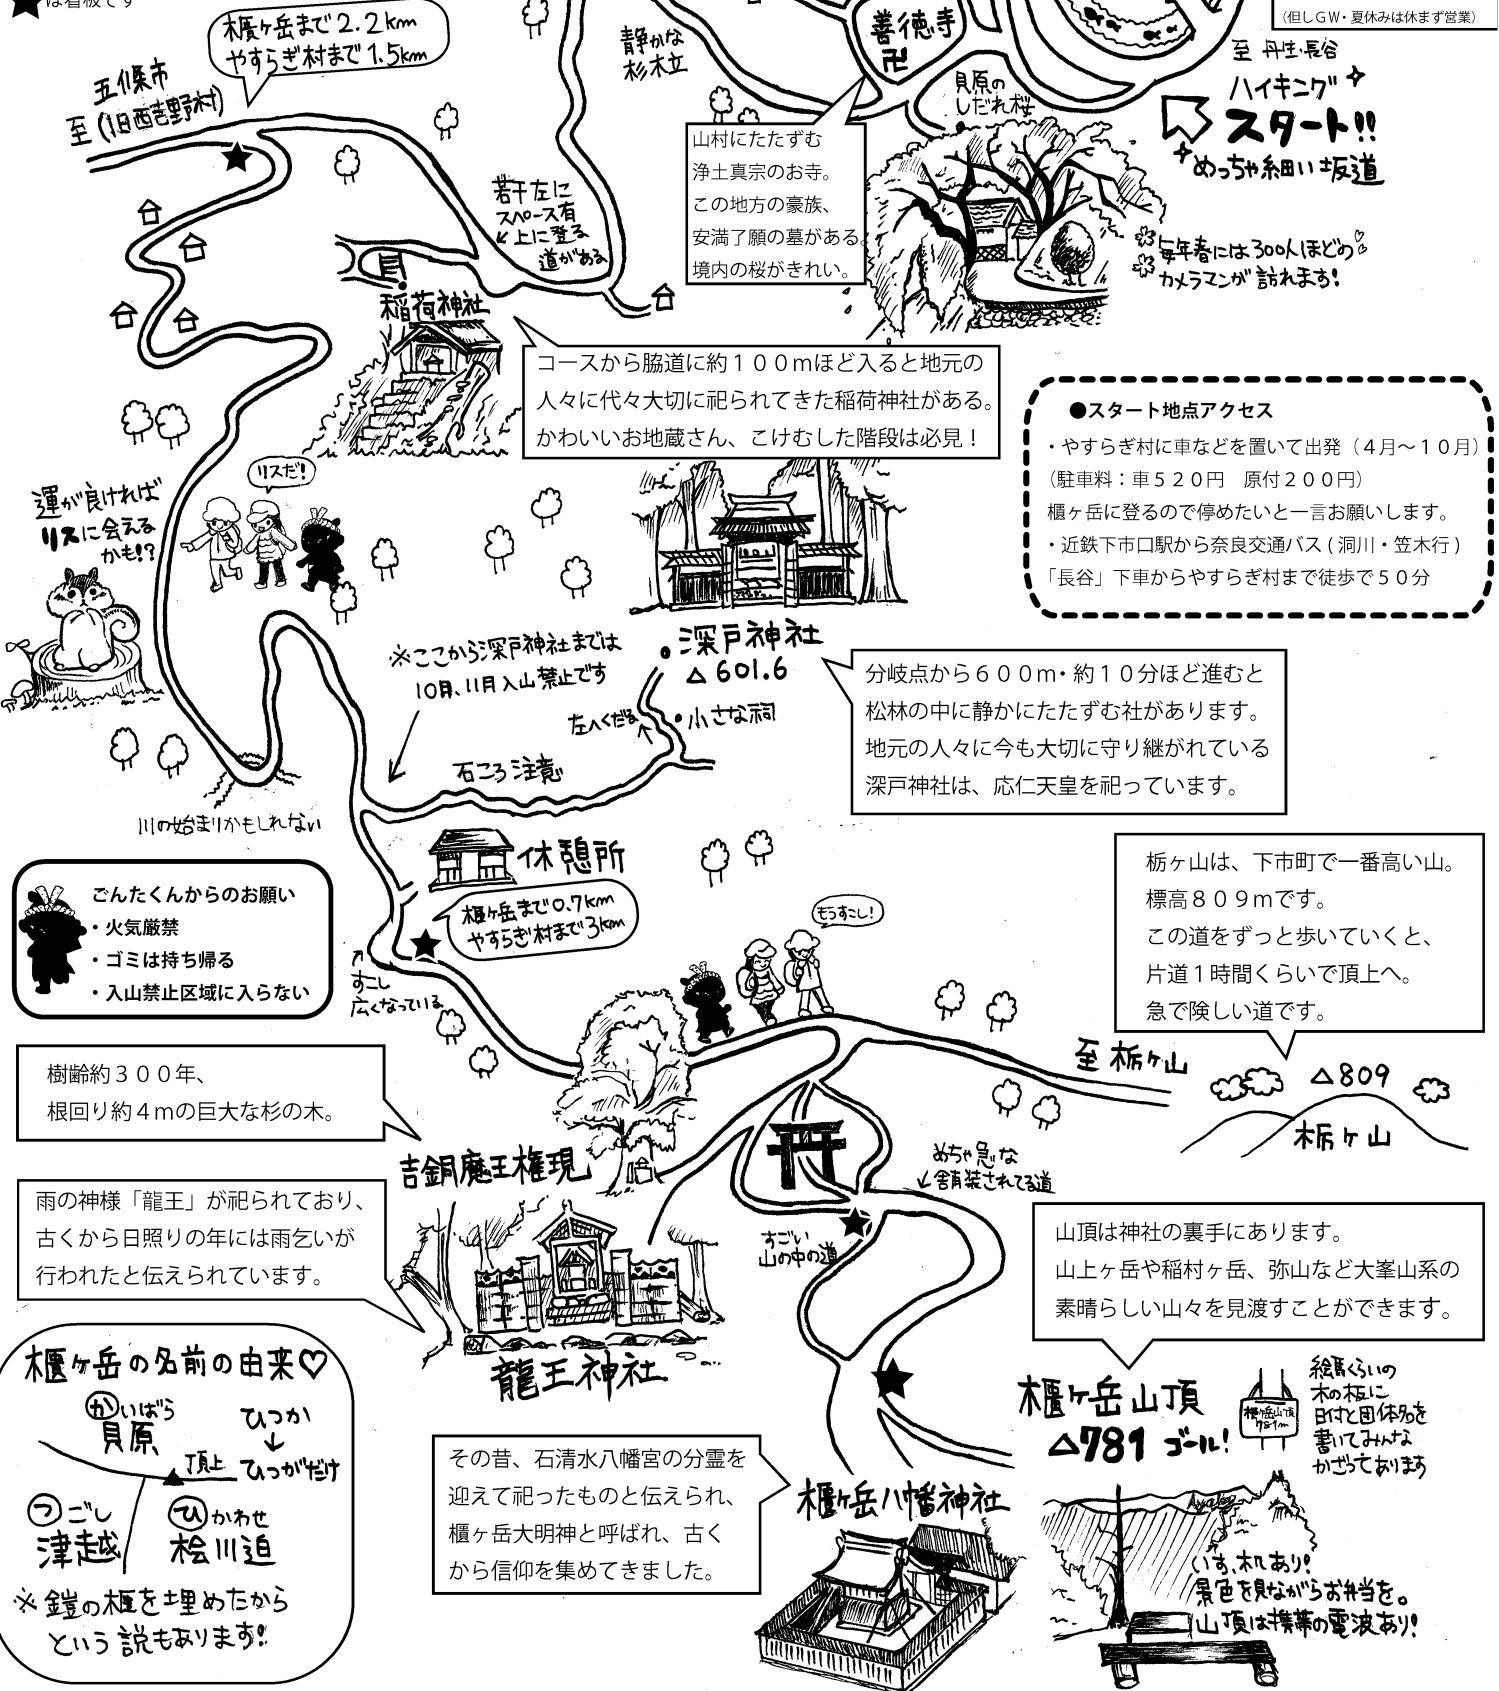 は看板です
櫃ヶ岳まで2.2km
やすらぎ村まで1.5km
五條市
至(旧西吉野村)
静かな
杉木立
善徳寺
卍
(但しＧＷ・夏休みは休まず営業)
至 丹生・長谷
ハイキング
スタート!!
めっちゃ細い坂道
貝原の
しだれ桜
毎年春には300人ほどの
カメラマンが訪れます!
山村にたたずむ
浄土真宗のお寺。
この地方の豪族、
安満了願の墓がある。
境内の桜がきれい。
若干左に
スペース有
上に登る
道がある
稲荷神社
コースから脇道に約１００ｍほど入ると地元の
人々に代々大切に祀られてきた稲荷神社がある。
かわいいお地蔵さん、こけむした階段は必見！
●スタート地点アクセス
・やすらぎ村に車などを置いて出発（４月～１０月）
（駐車料：車５２０円　原付２００円）
櫃ヶ岳に登るので停めたいと一言お願いします。
・近鉄下市口駅から奈良交通バス(洞川・笠木行)
「長谷」下車からやすらぎ村まで徒歩で５０分
リスだ!
運が良ければ
リスに会える
かも!?
※ここから深戸神社までは
10月、11月入山禁止です
深戸神社
△601.6
小さな祠
左へくだる
石ころ注意
分岐点から６００ｍ・約１０分ほど進むと
松林の中に静かにたたずむ社があります。
地元の人々に今も大切に守り継がれている
深戸神社は、応仁天皇を祀っています。
川の始まりかもしれない
休憩所
櫃ヶ岳まで0.7km
やすらぎ村まで3km
すこし
広くなっている
ごんたくんからのお願い
・火気厳禁
・ゴミは持ち帰る
・入山禁止区域に入らない
もうすこし!
栃ヶ山は、下市町で一番高い山。
標高８０９ｍです。
この道をずっと歩いていくと、
片道１時間くらいで頂上へ。
急で険しい道です。
至 栃ヶ山
△809
栃ヶ山
樹齢約３００年、
根回り約４ｍの巨大な杉の木。
吉銅魔王権現
めちゃ急な
舗装されてる道
すごい
山の中の道
雨の神様「龍王」が祀られており、
古くから日照りの年には雨乞いが
行われたと伝えられています。
龍王神社
山頂は神社の裏手にあります。
山上ヶ岳や稲村ヶ岳、弥山など大峯山系の
素晴らしい山々を見渡すことができます。
櫃ヶ岳山頂
△781 ゴール!
櫃ヶ岳山頂
781m
絵馬くらいの
木の板に
日付と団体名を
書いてみんな
かざってあります
櫃ヶ岳の名前の由来♡
かいばら
貝原
ひつか
↓
ひつがだけ
頂上
つごし
津越
ひかわせ
桧川迫
※鎧の櫃を埋めたから
という説もあります!
その昔、石清水八幡宮の分霊を
迎えて祀ったものと伝えられ、
櫃ヶ岳大明神と呼ばれ、古く
から信仰を集めてきました。
櫃ヶ岳八幡神社
いす、机あり!
景色を見ながらお弁当を。
山頂は携帯の電波あり!